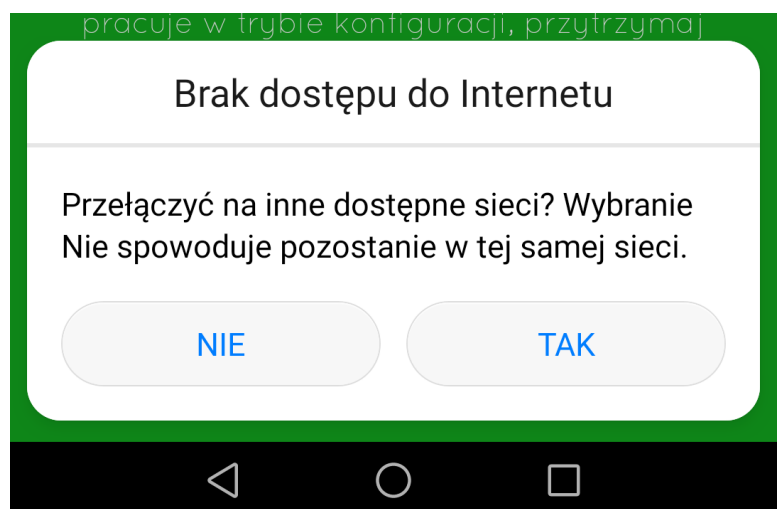 pracuje w trybie konfiguracji, przytrzymaj
Brak dostępu do Internetu
Przełączyć na inne dostępne sieci? Wybranie
Nie spowoduje pozostanie w tej samej sieci.
NIE
TAK